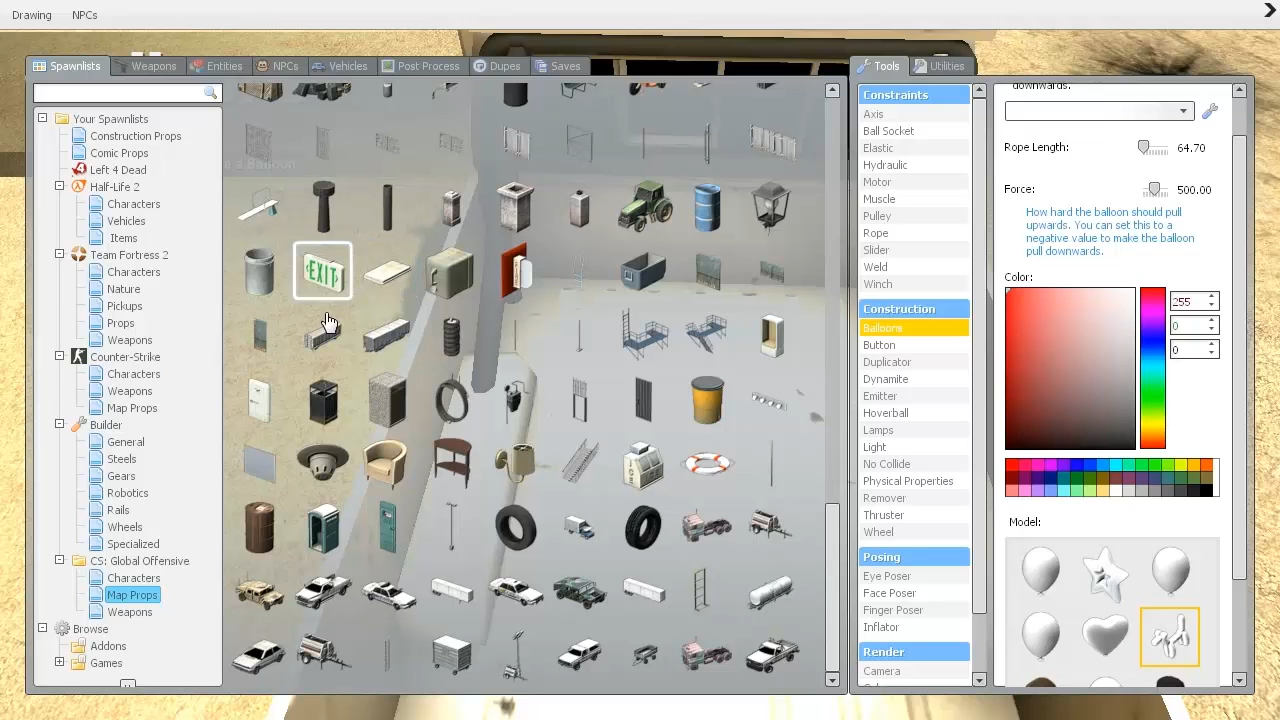 Drawing NPCs
Spawnlists Weapons Entities NPCs Vehicles Post Process Dupes Saves
Tools Utilities
Your Spawnlists
Construction Props
Comic Props
Left 4 Dead
Half-Life 2
Characters
Vehicles
Items
Team Fortress 2
Characters
Nature
Pickups
Props
Weapons
Counter-Strike
Characters
Weapons
Map Props
Builder
General
Steels
Gears
Robotics
Rails
Wheels
Specialized
CS: Global Offensive
Characters
Map Props
Weapons
Browse
Addons
Games
a Balloon
EXIT
ICE
Constraints
Axis
Ball Socket
Elastic
Hydraulic
Motor
Muscle
Pulley
Rope
Slider
Weld
Winch
Construction
Balloons
Button
Duplicator
Dynamite
Emitter
Hoverball
Lamps
Light
No Collide
Physical Properties
Remover
Thruster
Wheel
Posing
Eye Poser
Face Poser
Finger Poser
Inflator
Render
Camera
downwards.
Rope Length: 64.70
Force: 500.00
How hard the balloon should pull
upwards. You can set this to a
negative value to make the balloon
pull downwards.
Color:
255
0
0
Model: